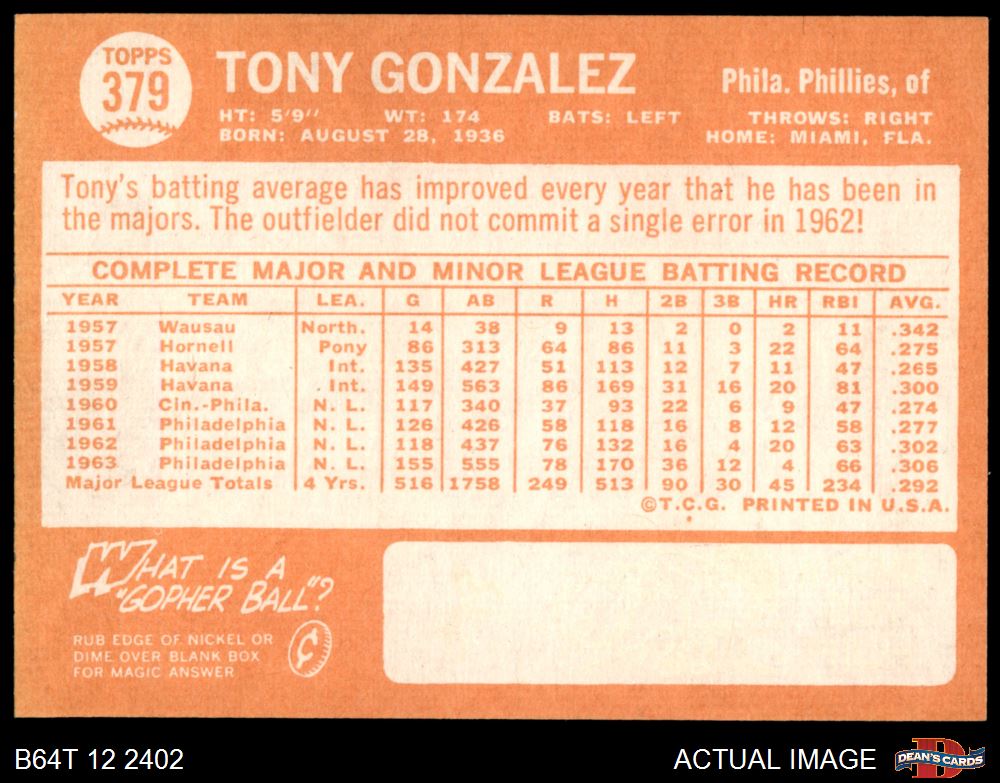 TOPPS
379
TONY GONZALEZ
Phila. Phillies, of
HT: 5'9" WT: 174 BATS: LEFT THROWS: RIGHT
BORN: AUGUST 28, 1936 HOME: MIAMI, FLA.
Tony's batting average has improved every year that he has been in
the majors. The outfielder did not commit a single error in 1962!
COMPLETE MAJOR AND MINOR LEAGUE BATTING RECORD
YEAR TEAM LEA. G AB R H 2B 3B HR RBI AVG.
1957 Wausau North. 14 38 9 13 2 0 2 11 .342
1957 Hornell Pony 86 313 64 86 11 3 22 64 .275
1958 Havana Int. 135 427 51 113 12 7 11 47 .265
1959 Havana Int. 149 563 86 169 31 16 20 81 .300
1960 Cin.-Phila. N. L. 117 340 37 93 22 6 9 47 .274
1961 Philadelphia N. L. 126 426 58 118 16 8 12 58 .277
1962 Philadelphia N. L. 118 437 76 132 16 4 20 63 .302
1963 Philadelphia N. L. 155 555 78 170 36 12 4 66 .306
Major League Totals 4 Yrs. 516 1758 249 513 90 30 45 234 .292
©T.C.G. PRINTED IN U.S.A.
WHAT IS A
"GOPHER BALL"?
RUB EDGE OF NICKEL OR
DIME OVER BLANK BOX
FOR MAGIC ANSWER
¢
B64T 12 2402
ACTUAL IMAGE
D
DEAN'S CARDS